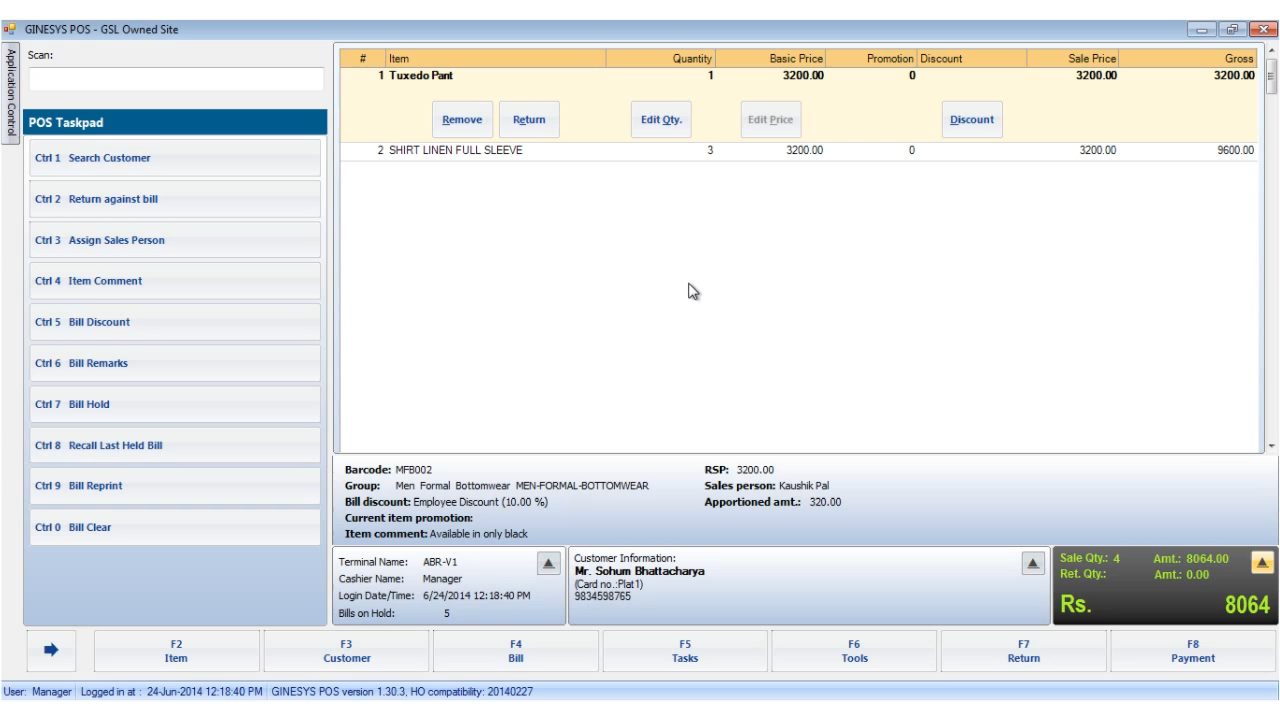 GINESYS POS - GSL Owned Site
Application Control
Scan:
POS Taskpad
Ctrl 1 Search Customer
Ctrl 2 Return against bill
Ctrl 3 Assign Sales Person
Ctrl 4 Item Comment
Ctrl 5 Bill Discount
Ctrl 6 Bill Remarks
Ctrl 7 Bill Hold
Ctrl 8 Recall Last Held Bill
Ctrl 9 Bill Reprint
Ctrl 0 Bill Clear
# Item Quantity Basic Price Promotion Discount Sale Price Gross
1 Tuxedo Pant 1 3200.00 0 3200.00 3200.00
Remove Return Edit Qty. Edit Price Discount
2 SHIRT LINEN FULL SLEEVE 3 3200.00 0 3200.00 9600.00
Barcode: MFB002 RSP: 3200.00
Group: Men Formal Bottomwear MEN-FORMAL-BOTTOMWEAR Sales person: Kaushik Pal
Bill discount: Employee Discount (10.00 %) Apportioned amt.: 320.00
Current item promotion:
Item comment: Available in only black
Terminal Name: ABR-V1
Cashier Name: Manager
Login Date/Time: 6/24/2014 12:18:40 PM
Bills on Hold: 5
Customer Information:
Mr. Sohum Bhattacharya
(Card no.:Plat1)
9834598765
Sale Qty.: 4 Amt.: 8064.00
Ret. Qty.: Amt.: 0.00
Rs. 8064
F2 Item
F3 Customer
F4 Bill
F5 Tasks
F6 Tools
F7 Return
F8 Payment
User: Manager Logged in at : 24-Jun-2014 12:18:40 PM GINESYS POS version 1.30.3, HO compatibility: 20140227